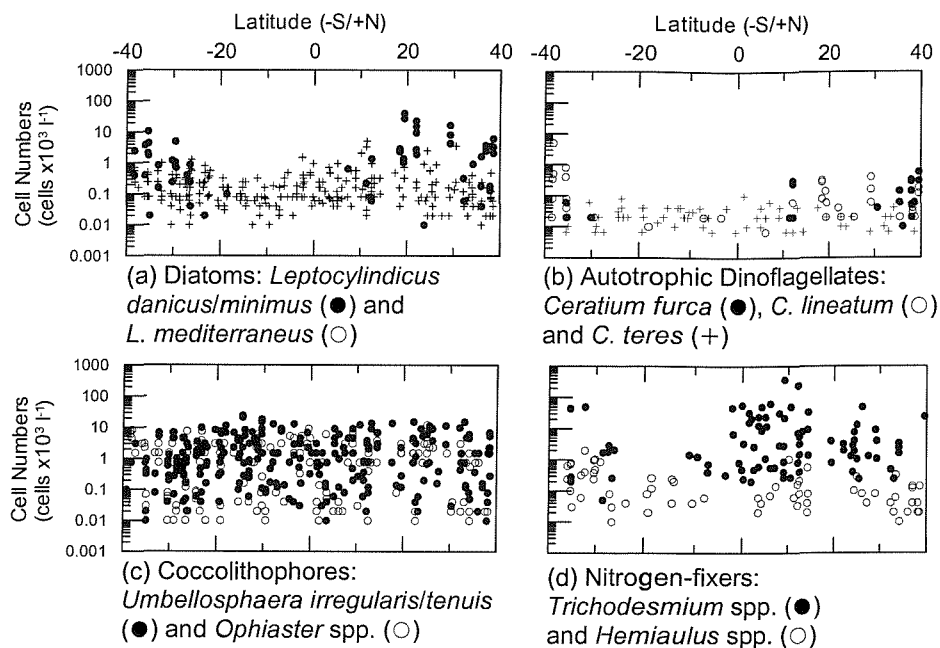 Latitude (-S/+N)
Latitude (-S/+N)
-40 -20 0 20 40
-40 -20 0 20 40
1000
100
10
1
0.1
0.01
0.001
Cell Numbers
(cells x10³ l⁻¹)
(a) Diatoms: Leptocylindicus
danicus/minimus (●) and
L. mediterraneus (○)
(b) Autotrophic Dinoflagellates:
Ceratium furca (●), C. lineatum (○)
and C. teres (+)
1000
100
10
1
0.1
0.01
0.001
Cell Numbers
(cells x10³ l⁻¹)
(c) Coccolithophores:
Umbellosphaera irregularis/tenuis
(●) and Ophiaster spp. (○)
(d) Nitrogen-fixers:
Trichodesmium spp. (●)
and Hemiaulus spp. (○)